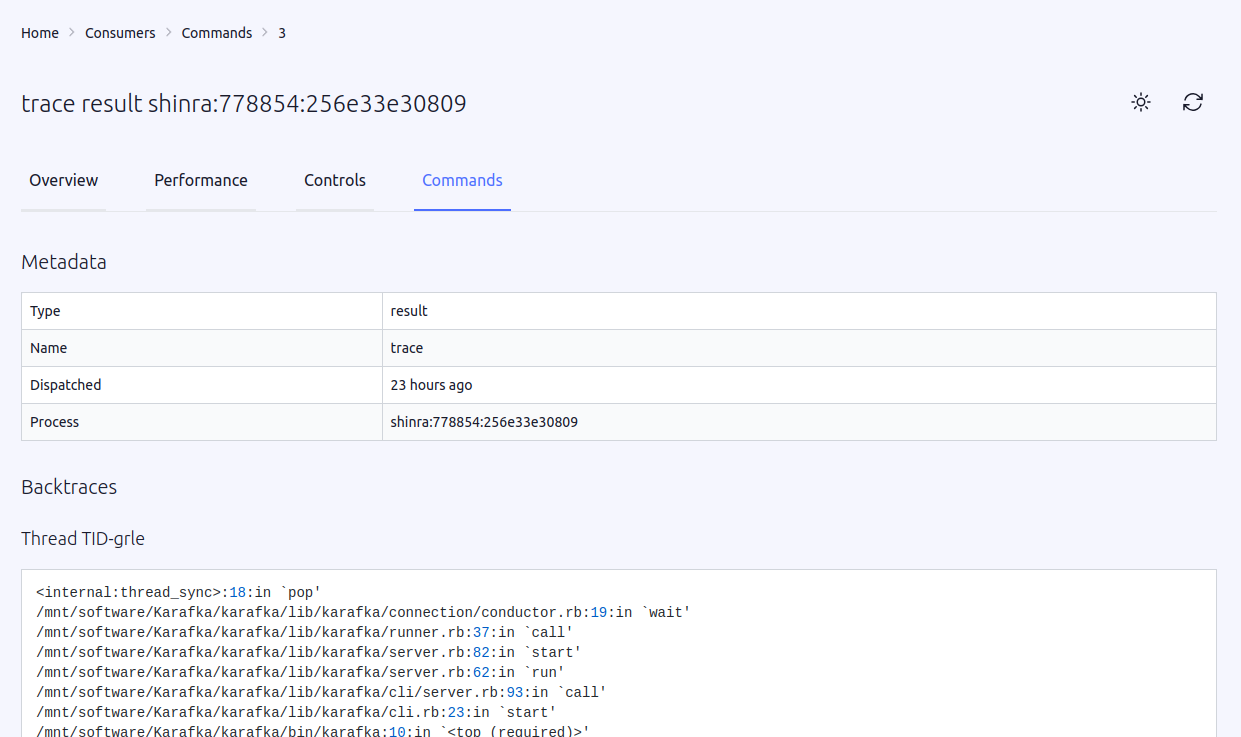 Home > Consumers > Commands > 3
trace result shinra:778854:256e33e30809
Overview Performance Controls Commands
Metadata
Type result
Name trace
Dispatched 23 hours ago
Process shinra:778854:256e33e30809
Backtraces
Thread TID-grle
<internal:thread_sync>:18:in `pop'
/mnt/software/Karafka/karafka/lib/karafka/connection/conductor.rb:19:in `wait'
/mnt/software/Karafka/karafka/lib/karafka/runner.rb:37:in `call'
/mnt/software/Karafka/karafka/lib/karafka/server.rb:82:in `start'
/mnt/software/Karafka/karafka/lib/karafka/server.rb:62:in `run'
/mnt/software/Karafka/karafka/lib/karafka/cli/server.rb:93:in `call'
/mnt/software/Karafka/karafka/lib/karafka/cli.rb:23:in `start'
/mnt/software/Karafka/karafka/bin/karafka:10:in `<top (required)>'